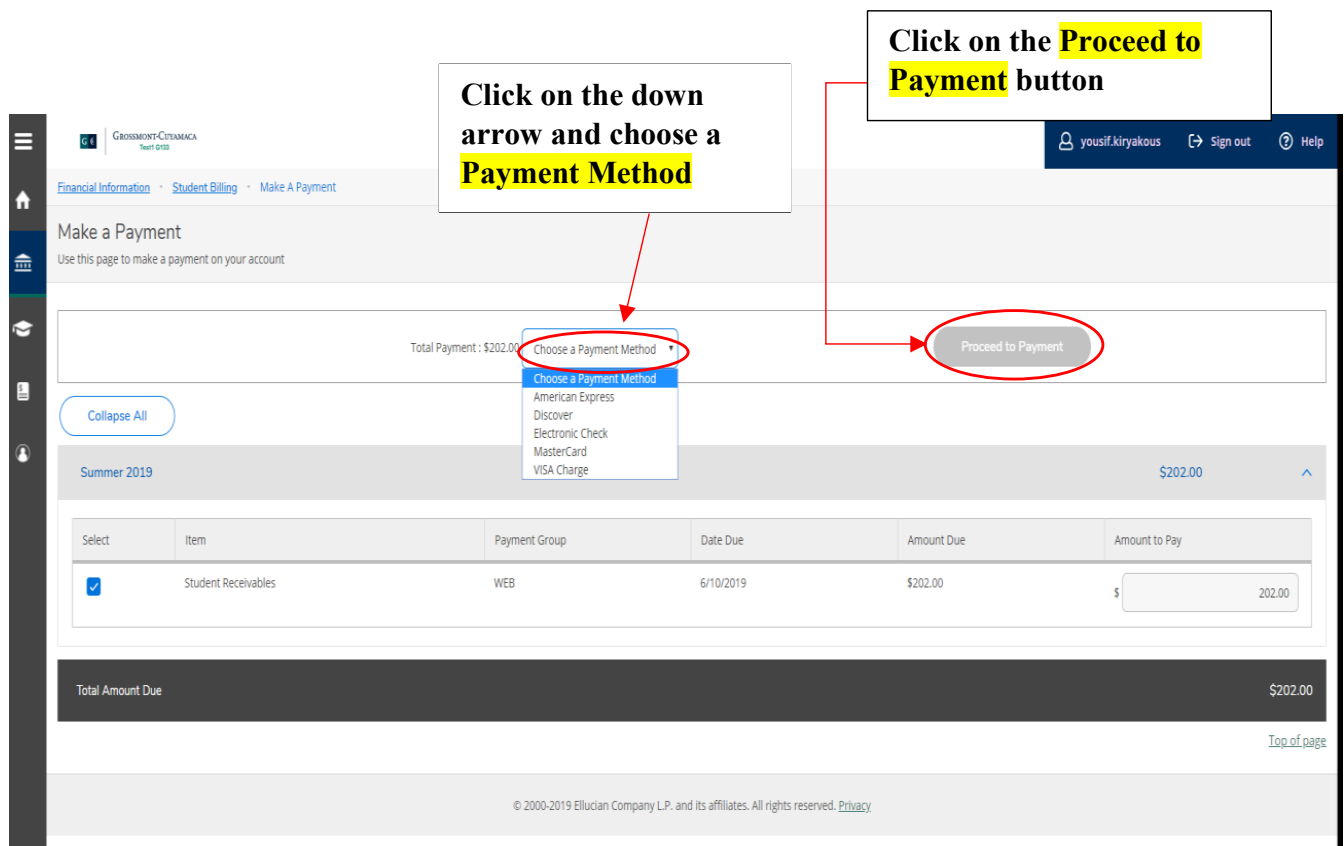 Click on the Proceed to
Payment button
Click on the down
arrow and choose a
Payment Method
G C
GROSSMONT-CUYAMACA
Test1 G133
yousif.kiryakous
Sign out
? Help
Financial Information
Student Billing
Make A Payment
Make a Payment
Use this page to make a payment on your account
Total Payment : $202.00
Choose a Payment Method
Proceed to Payment
Choose a Payment Method
American Express
Discover
Electronic Check
MasterCard
VISA Charge
Collapse All
Summer 2019
$202.00
Select Item Payment Group Date Due Amount Due Amount to Pay
Student Receivables WEB 6/10/2019 $202.00 $ 202.00
Total Amount Due $202.00
Top of page
© 2000-2019 Ellucian Company L.P. and its affiliates. All rights reserved. Privacy